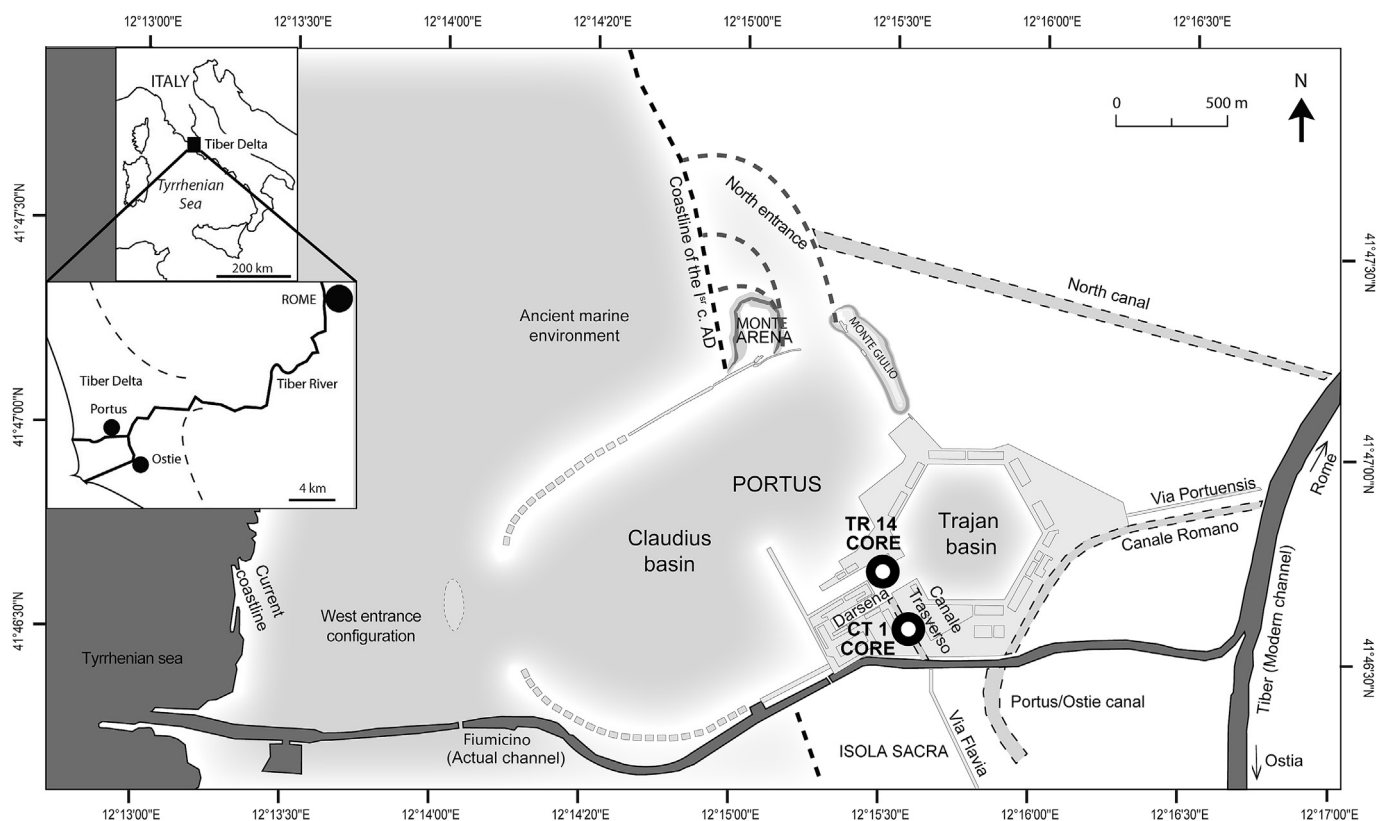 12°13'00"E
12°13'30"E
12°14'00"E
12°14'20"E
12°15'00"E
12°15'30"E
12°16'00"E
12°16'30"E
ITALY
Tiber Delta
Tyrrhenian
Sea
200 km
ROME
Tiber Delta
Tiber River
Portus
Ostie
4 km
0 500 m
N
41°47'30"N
41°47'00"N
41°46'30"N
41°47'30"N
41°47'00"N
41°46'30"N
Coastline of the Isr c. AD
North entrance
North canal
Ancient marine
environment
MONTE
ARENA
MONTE GIULIO
PORTUS
Claudius
basin
TR 14
CORE
Trajan
basin
Via Portuensis
Canale Romano
Rome
Darsena
Canale
Trasverso
CT 1
CORE
Current
coastline
West entrance
configuration
Tyrrhenian sea
Fiumicino
(Actual channel)
Portus/Ostie canal
ISOLA SACRA
Via Flavia
Tiber (Modern channel)
Ostia
12°13'00"E
12°13'30"E
12°14'00"E
12°14'20"E
12°15'00"E
12°15'30"E
12°16'00"E
12°16'30"E
12°17'00"E